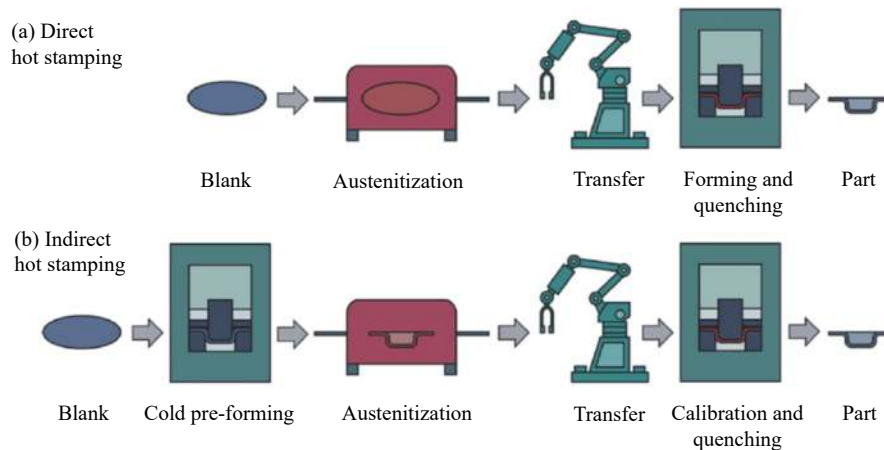 (a) Direct
hot stamping
Blank
Austenitization
Transfer
Forming and
quenching
Part
(b) Indirect
hot stamping
Blank
Cold pre-forming
Austenitization
Transfer
Calibration and
quenching
Part